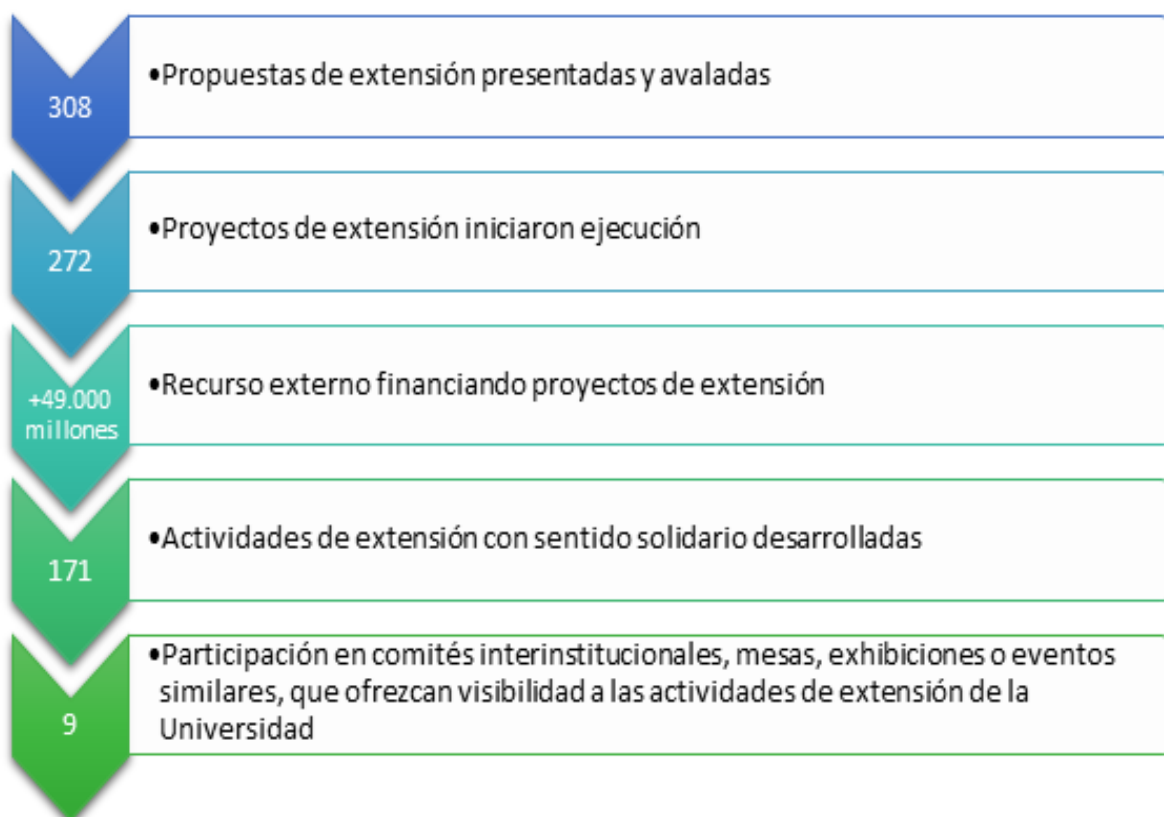 308
•Propuestas de extensión presentadas y avaladas
272
•Proyectos de extensión iniciaron ejecución
+49.000
millones
•Recurso externo financiando proyectos de extensión
171
•Actividades de extensión con sentido solidario desarrolladas
9
•Participación en comités interinstitucionales, mesas, exhibiciones o eventos
similares, que ofrezcan visibilidad a las actividades de extensión de la
Universidad